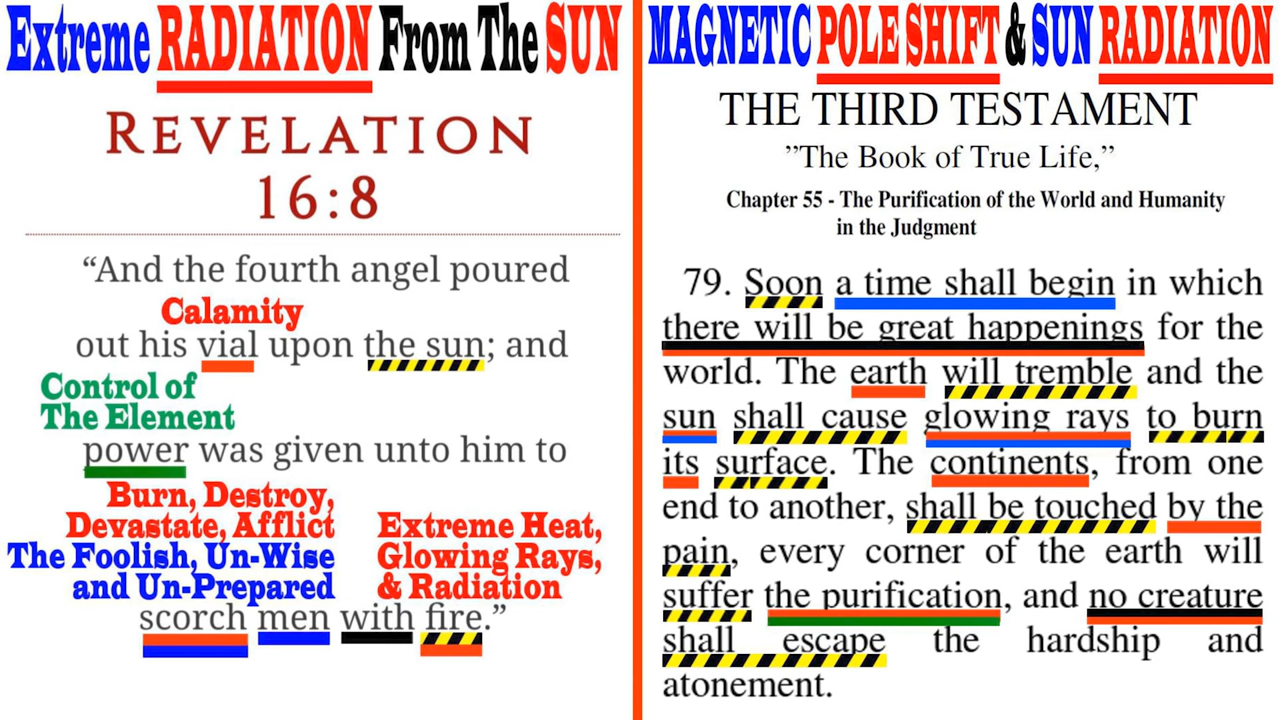 Extreme RADIATION From The SUN
REVELATION
16:8
“And the fourth angel poured
Calamity
out his vial upon the sun; and
Control of
The Element
power was given unto him to
Burn, Destroy,
Devastate, Afflict
The Foolish, Un-Wise
and Un-Prepared
Extreme Heat,
Glowing Rays,
& Radiation
scorch men with fire.”
MAGNETIC POLE SHIFT & SUN RADIATION
THE THIRD TESTAMENT
”The Book of True Life,”
Chapter 55 - The Purification of the World and Humanity
in the Judgment
79. Soon a time shall begin in which
there will be great happenings for the
world. The earth will tremble and the
sun shall cause glowing rays to burn
its surface. The continents, from one
end to another, shall be touched by the
pain, every corner of the earth will
suffer the purification, and no creature
shall escape the hardship and
atonement.